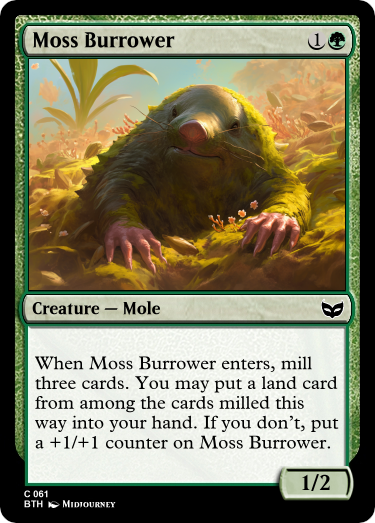 Moss Burrower 1
Creature — Mole
When Moss Burrower enters, mill
three cards. You may put a land card
from among the cards milled this
way into your hand. If you don't, put
a +1/+1 counter on Moss Burrower.
1/2
C 061
BTH Midjourney